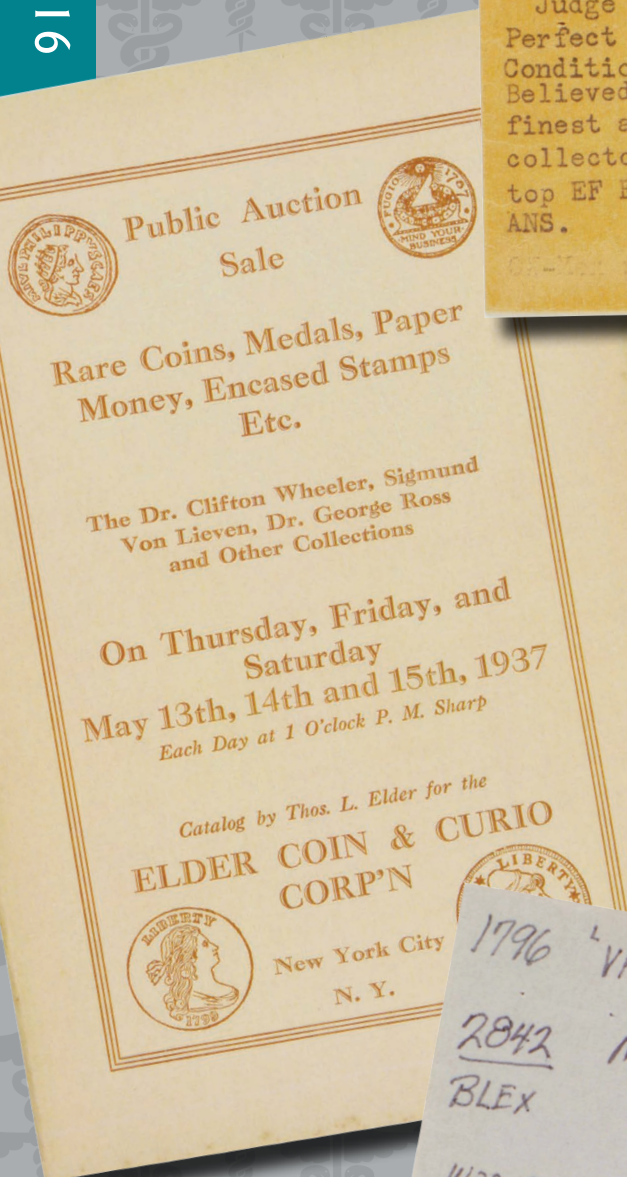 16
Judge
Perfect
Believed
finest
top EF
ANS.
FUGIO 1787
MIND YOUR
BUSINESS
Public Auction
Sale
Rare Coins, Medals, Paper
Money, Encased Stamps
Etc.
The Dr. Clifton Wheeler, Sigmund
Von Lieven, Dr. George Ross
and Other Collections
On Thursday, Friday, and
Saturday
May 13th, 14th and 15th, 1937
Each Day at 1 O'clock P. M. Sharp
Catalog by Thos. L. Elder for the
ELDER COIN & CURIO
CORP'N
LIBERTY
LIBERTY
New York City
N. Y.
1796
2842
BLEX